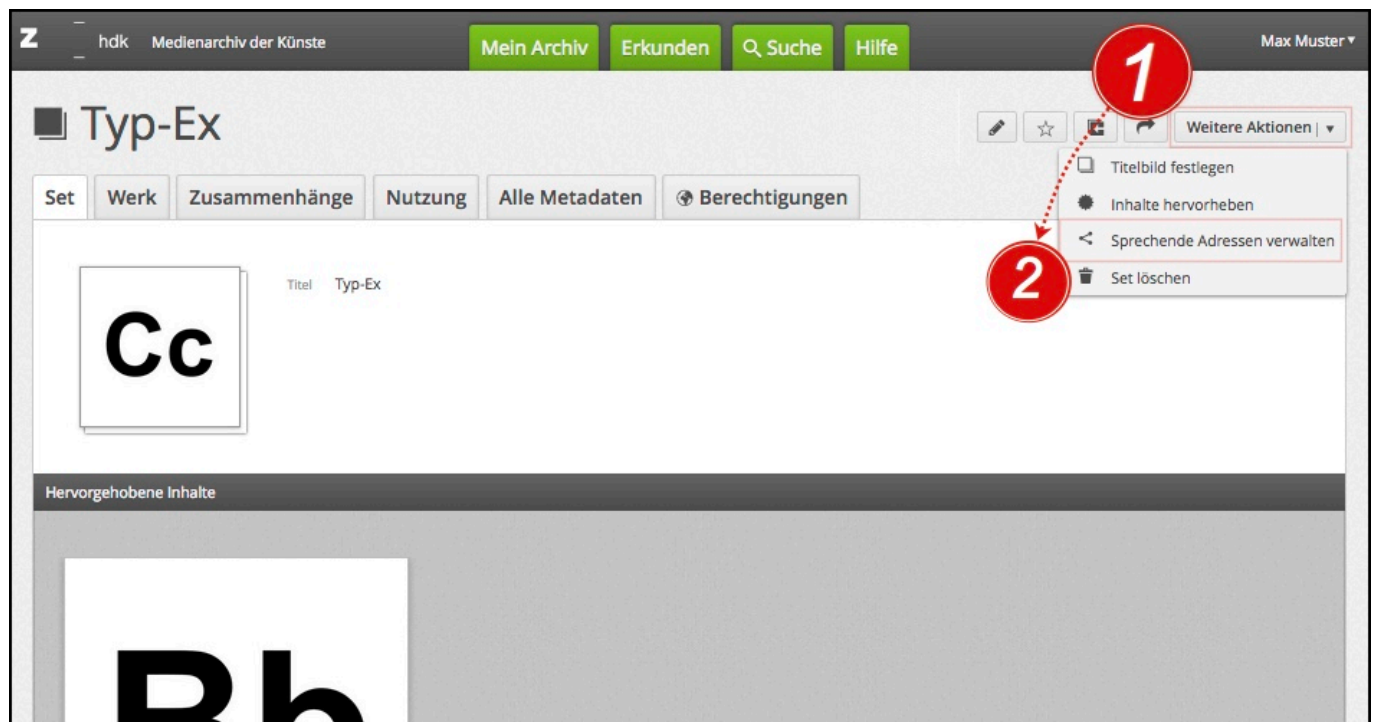 Z hdk Medienarchiv der Künste Mein Archiv Erkunden Suche Hilfe Max Muster
1
Typ-Ex
Weitere Aktionen
Titelbild festlegen
Set Werk Zusammenhänge Nutzung Alle Metadaten Berechtigungen
Inhalte hervorheben
Sprechende Adressen verwalten
2
Set löschen
Titel Typ-Ex
Cc
Hervorgehobene Inhalte
Bb